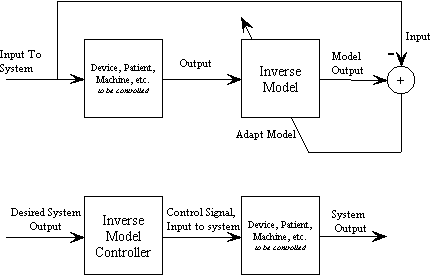 Input To
System
Device, Patient,
Machine, etc.
to be controlled
Output
Inverse
Model
Model
Output
Input
-
+
Adapt Model
Desired System
Output
Inverse
Model
Controller
Control Signal,
Input to system
Device, Patient,
Machine, etc.
to be controlled
System
Output